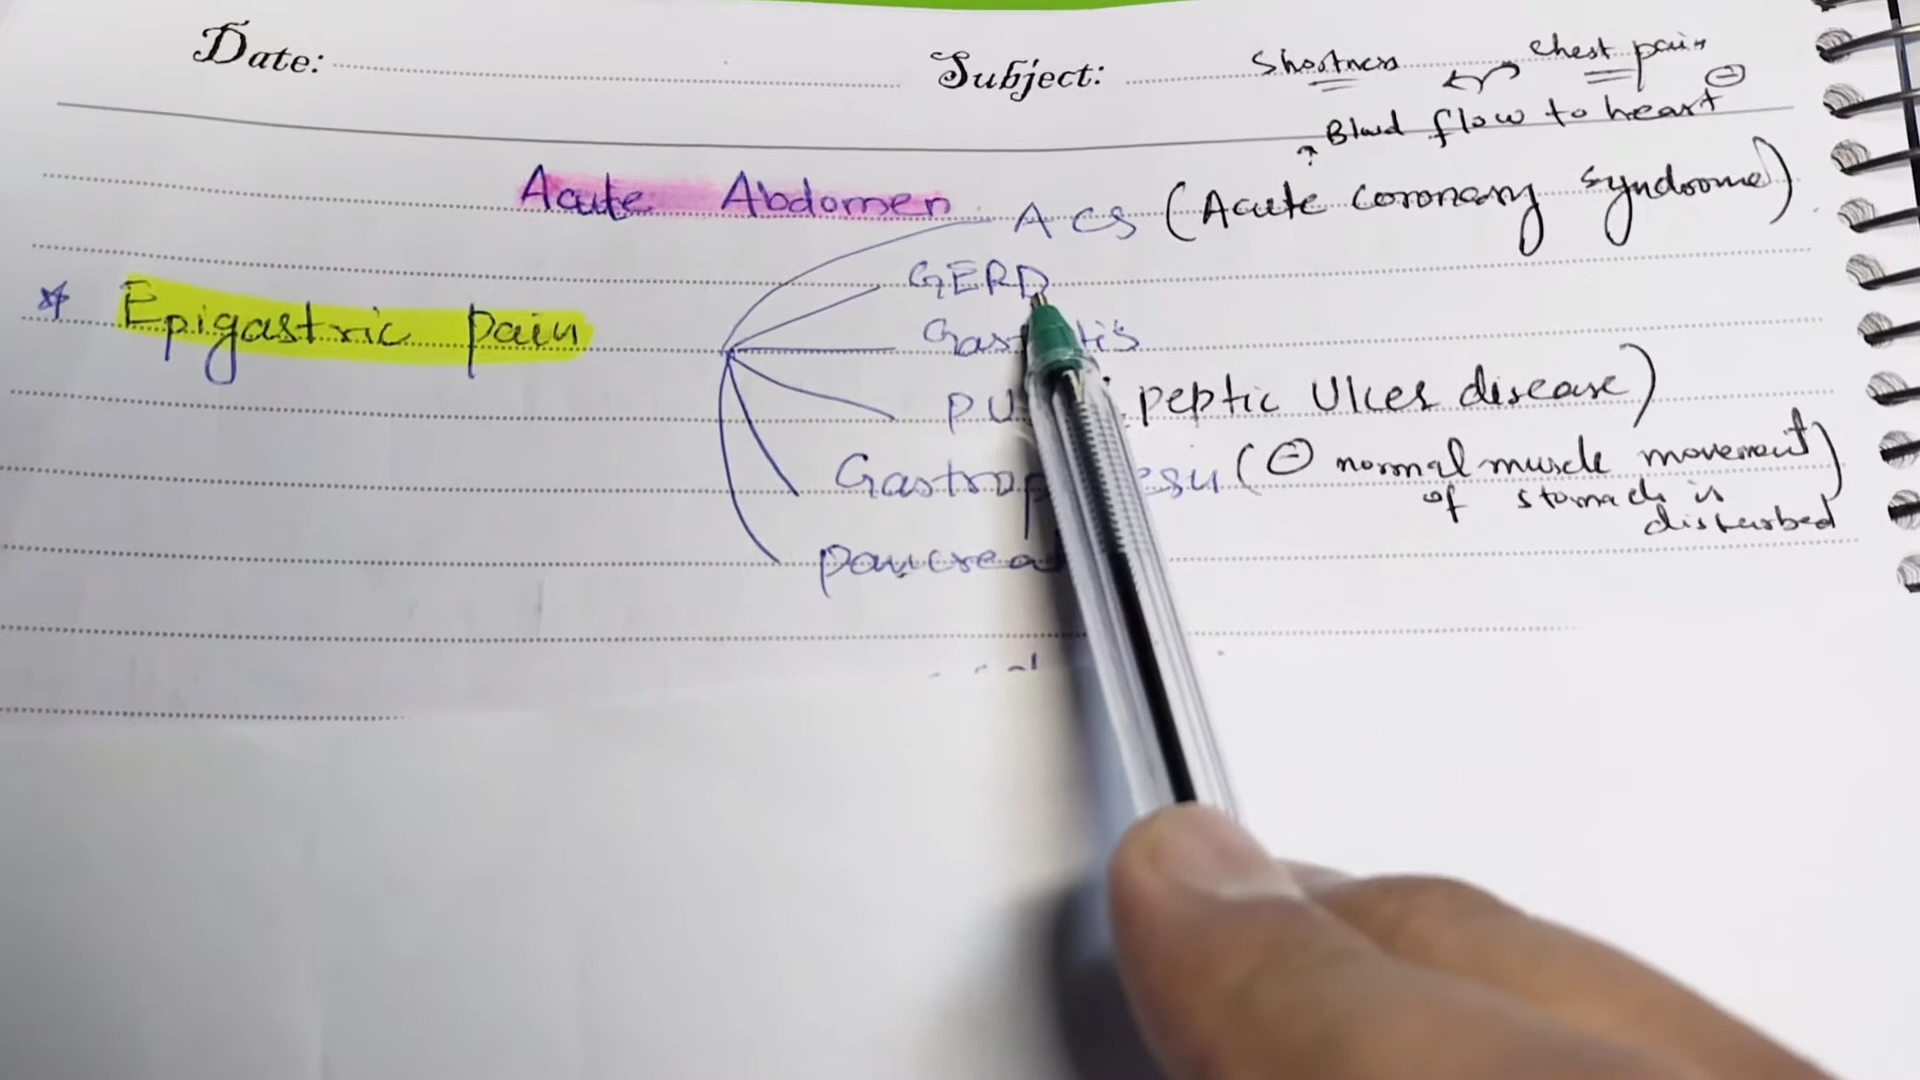 Date: Subject: Shortness chest pain
Blood flow to heart ⊖
Acute Abdomen
ACS (Acute coronary syndrome)
GERD
* Epigastric pain
peptic Ulcer disease)
(⊖ normal muscle movement
of stomach is
disturbed)